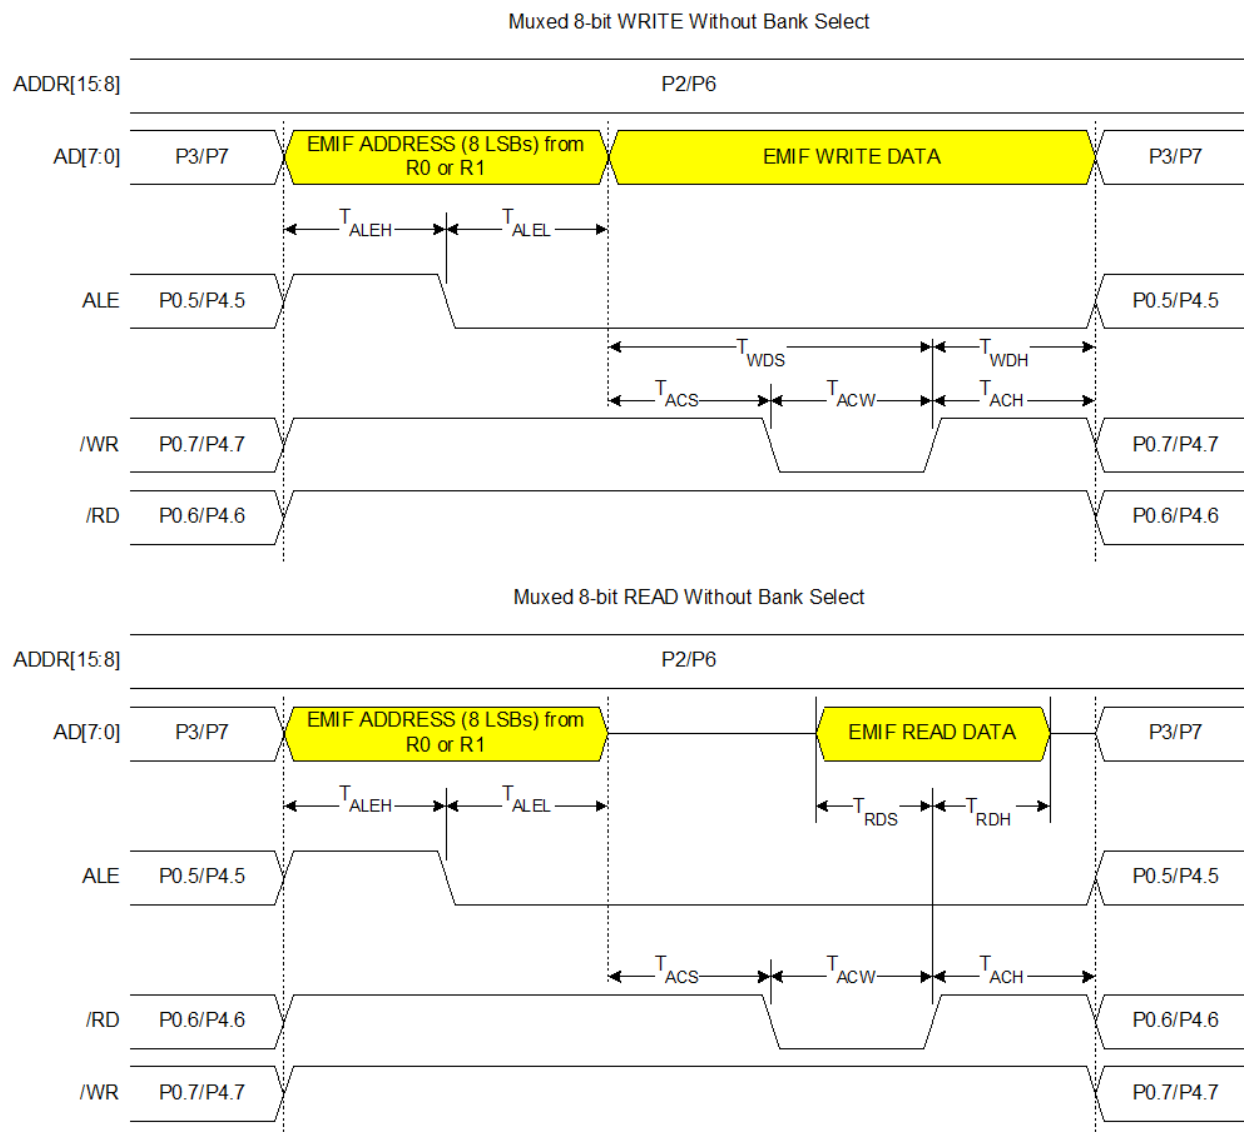 Muxed 8-bit WRITE Without Bank Select
ADDR[15:8] P2/P6
AD[7:0] P3/P7 EMIF ADDRESS (8 LSBs) from R0 or R1 EMIF WRITE DATA P3/P7
TALEH TALEL
ALE P0.5/P4.5 P0.5/P4.5
TWDS TWDH
TACS TACW TACH
/WR P0.7/P4.7 P0.7/P4.7
/RD P0.6/P4.6 P0.6/P4.6
Muxed 8-bit READ Without Bank Select
ADDR[15:8] P2/P6
AD[7:0] P3/P7 EMIF ADDRESS (8 LSBs) from R0 or R1 EMIF READ DATA P3/P7
TALEH TALEL TRDS TRDH
ALE P0.5/P4.5 P0.5/P4.5
TACS TACW TACH
/RD P0.6/P4.6 P0.6/P4.6
/WR P0.7/P4.7 P0.7/P4.7